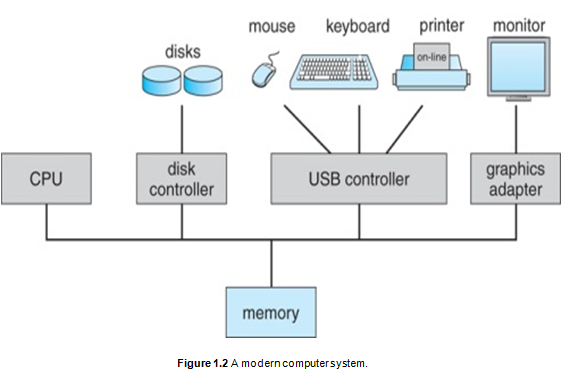 mouse keyboard printer monitor
disks
on-line
CPU
disk
controller
USB controller
graphics
adapter
memory
Figure 1.2 A modern computer system.